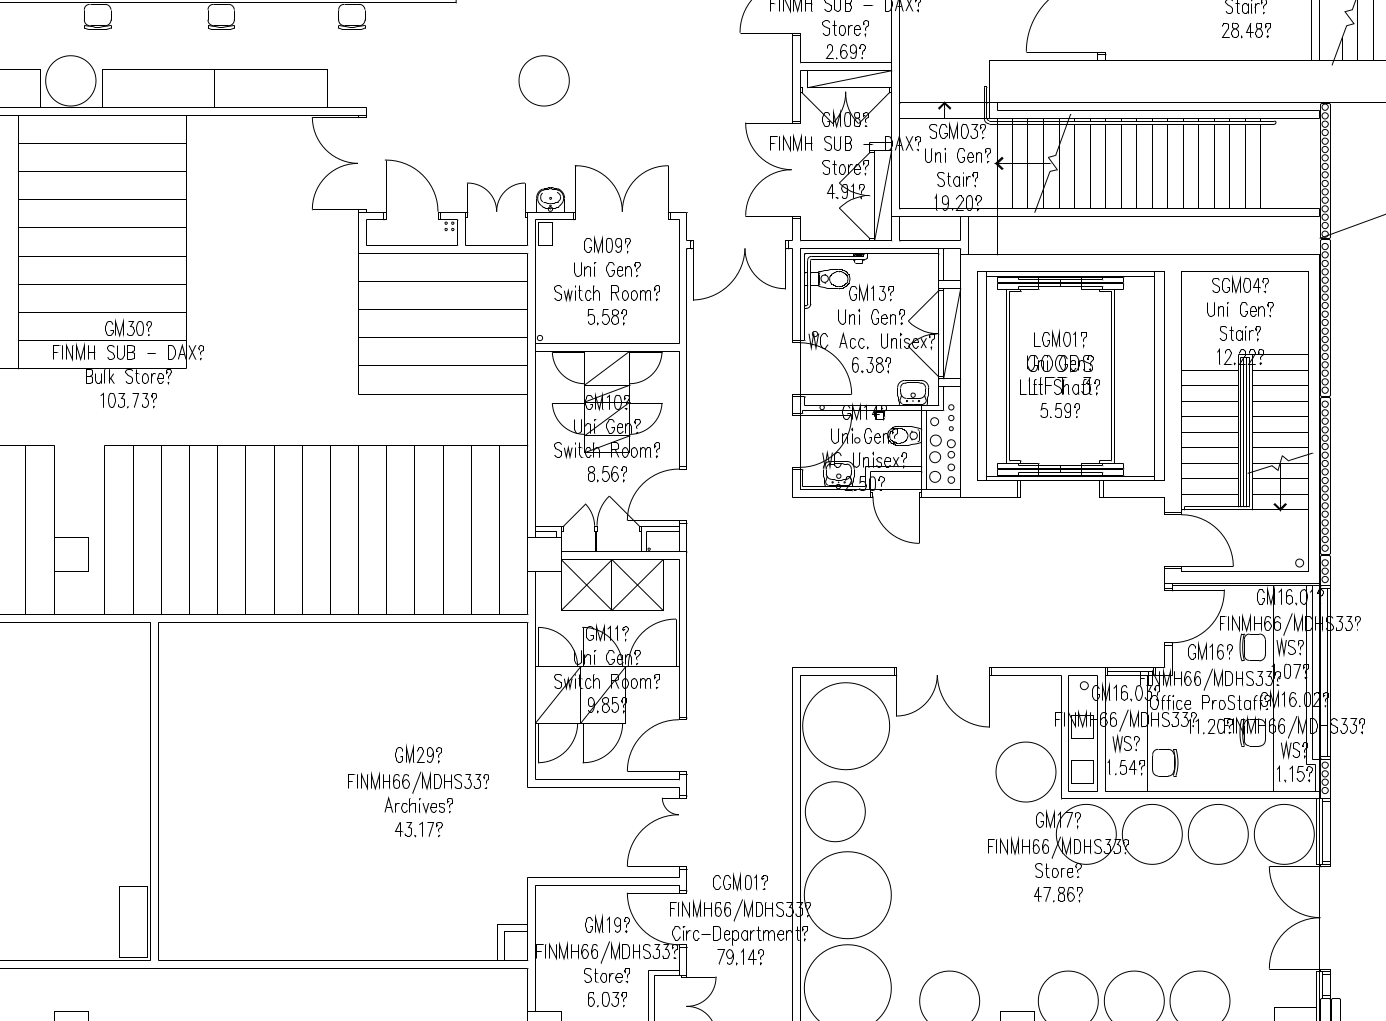 FINMH SUB - DAX?
Store?
2.69?
Stair?
28.48?
GM08?
FINMH SUB - DAX?
Store?
4.91?
SGM03?
Uni Gen?
Stair?
19.20?
GM09?
Uni Gen?
Switch Room?
5.58?
GM13?
Uni Gen?
WC Acc. Unisex?
6.38?
SGM04?
Uni Gen?
Stair?
12.22?
GM30?
FINMH SUB - DAX?
Bulk Store?
103.73?
LGM01?
Uni Gen?
Lift Shaft?
5.59?
GOODS
LIFT 3
GM10?
Uni Gen?
Switch Room?
8.56?
GM14?
Uni Gen?
WC Unisex?
2.50?
GM11?
Uni Gen?
Switch Room?
9.85?
GM16.01?
FINMH66/MDHS33?
WS?
1.07?
GM16?
FINMH66/MDHS33?
Office ProStaff?
11.20?
GM16.03?
FINMH66/MDHS33?
WS?
1.54?
GM16.02?
FINMH66/MDHS33?
WS?
1.15?
GM29?
FINMH66/MDHS33?
Archives?
43.17?
GM17?
FINMH66/MDHS33?
Store?
47.86?
CGM01?
FINMH66/MDHS33?
Circ-Department?
79.14?
GM19?
FINMH66/MDHS33?
Store?
6.03?